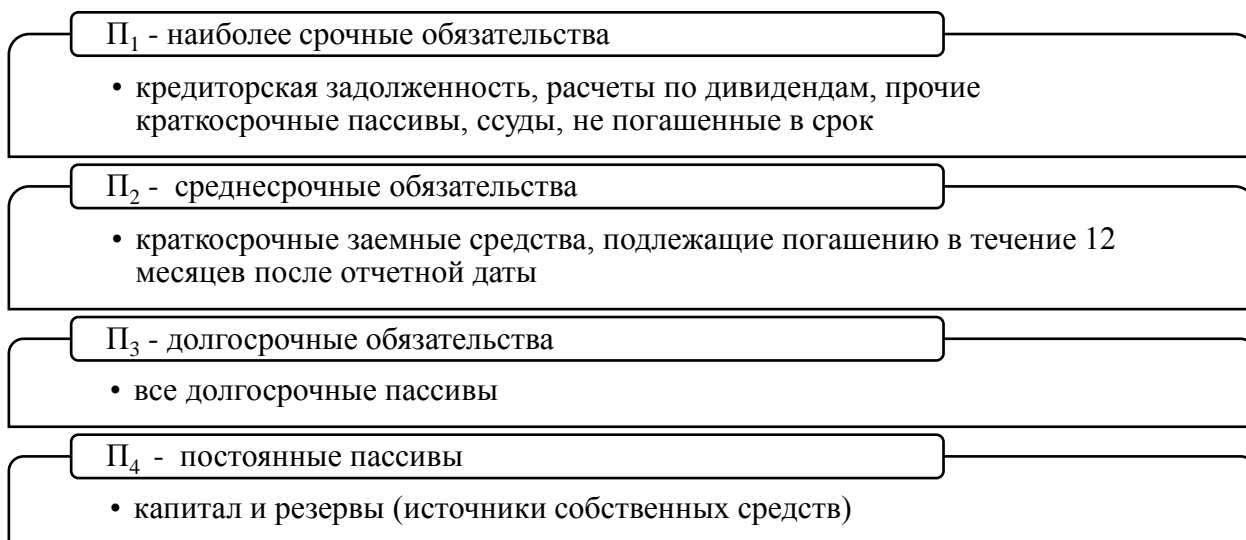 П₁ - наиболее срочные обязательства
• кредиторская задолженность, расчеты по дивидендам, прочие
краткосрочные пассивы, ссуды, не погашенные в срок
П₂ - среднесрочные обязательства
• краткосрочные заемные средства, подлежащие погашению в течение 12
месяцев после отчетной даты
П₃ - долгосрочные обязательства
• все долгосрочные пассивы
П₄ - постоянные пассивы
• капитал и резервы (источники собственных средств)